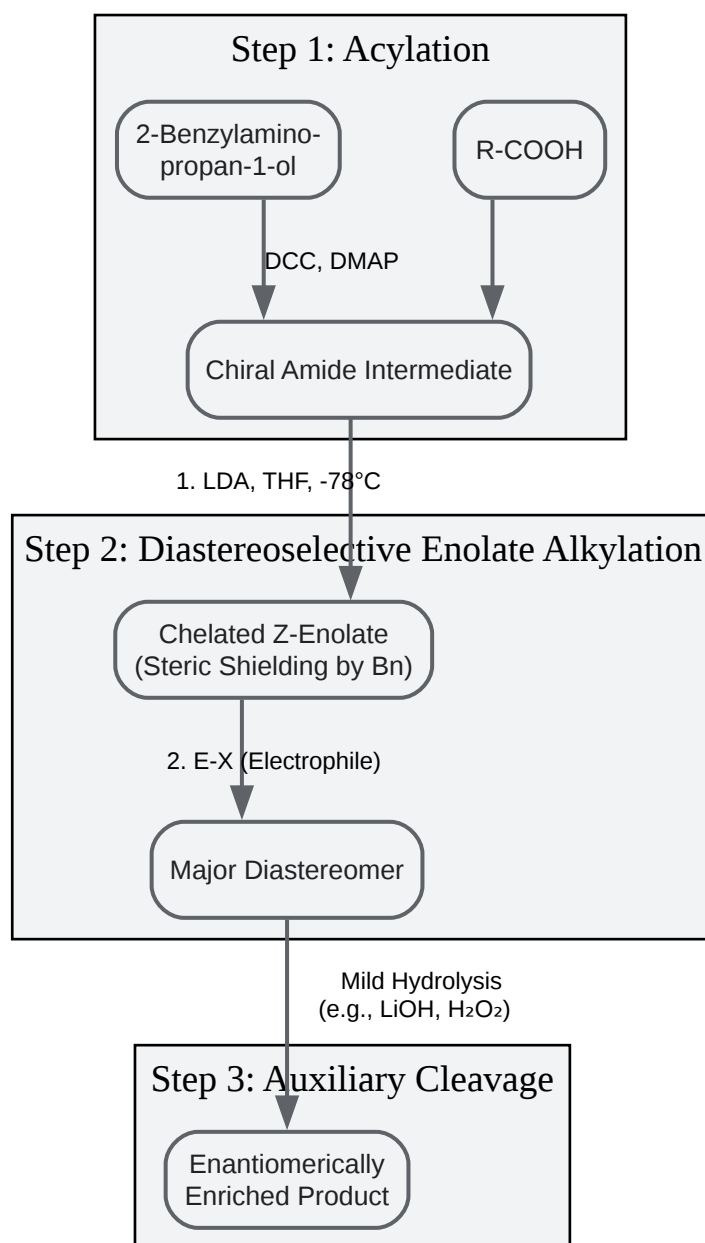 Step 1: Acylation
2-Benzylamino-
propan-1-ol
R-COOH
DCC, DMAP
Chiral Amide Intermediate
1. LDA, THF, -78°C
Step 2: Diastereoselective Enolate Alkylation
Chelated Z-Enolate
(Steric Shielding by Bn)
2. E-X (Electrophile)
Major Diastereomer
Mild Hydrolysis
(e.g., LiOH, H₂O₂)
Step 3: Auxiliary Cleavage
Enantiomerically
Enriched Product